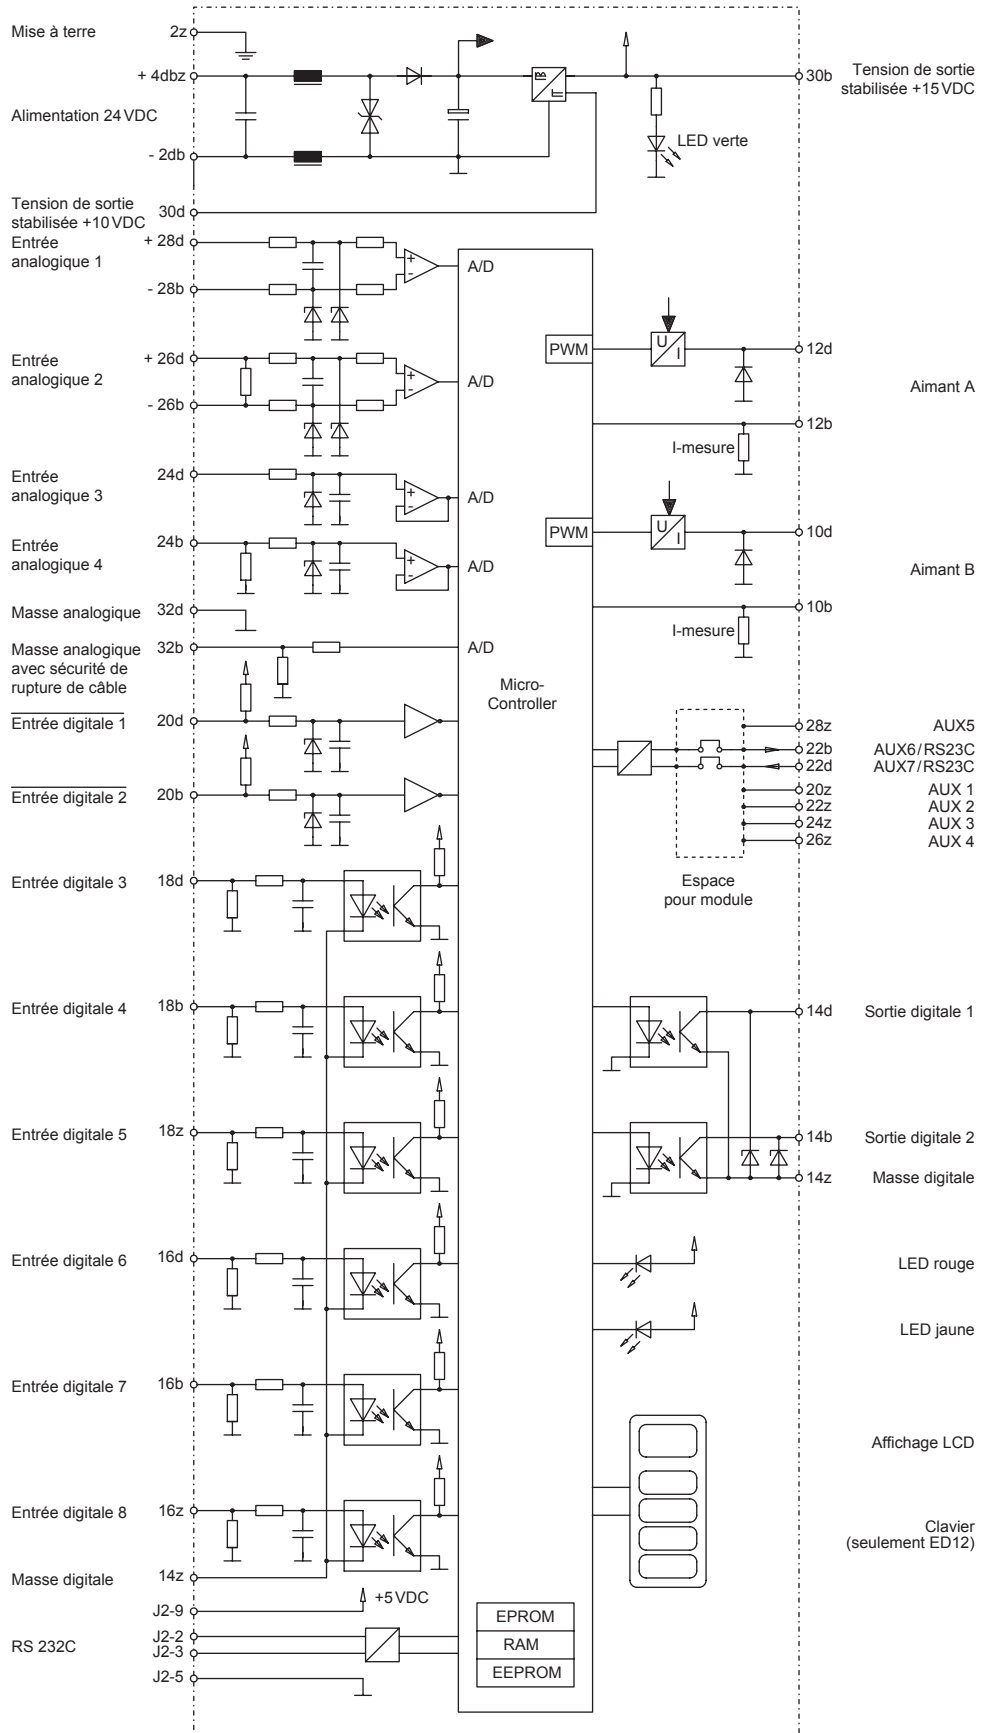 Mise à terre 2z
+ 4dbz
Alimentation 24 VDC
- 2db
30b Tension de sortie
stabilisée +15 VDC
LED verte
Tension de sortie
stabilisée +10 VDC 30d
Entrée
analogique 1
+ 28d
- 28b
+
-
A/D
Entrée
analogique 2
+ 26d
- 26b
+
-
A/D
Entrée
analogique 3
24d
+
-
A/D
Entrée
analogique 4
24b
+
-
A/D
Masse analogique 32d
Masse analogique
avec sécurité de
rupture de câble
32b
A/D
Micro-
Controller
PWM
U
I
12d
Aimant A
12b
I-mesure
PWM
U
I
10d
Aimant B
10b
I-mesure
Entrée digitale 1 20d
Entrée digitale 2 20b
28z AUX5
22b AUX6/RS23C
22d AUX7/RS23C
20z AUX 1
22z AUX 2
24z AUX 3
26z AUX 4
Espace
pour module
Entrée digitale 3 18d
Entrée digitale 4 18b
14d Sortie digitale 1
Entrée digitale 5 18z
14b Sortie digitale 2
14z Masse digitale
Entrée digitale 6 16d
LED rouge
LED jaune
Entrée digitale 7 16b
Affichage LCD
Entrée digitale 8 16z
Clavier
(seulement ED12)
Masse digitale 14z
+5 VDC
J2-9
RS 232C
J2-2
J2-3
J2-5
EPROM
RAM
EEPROM